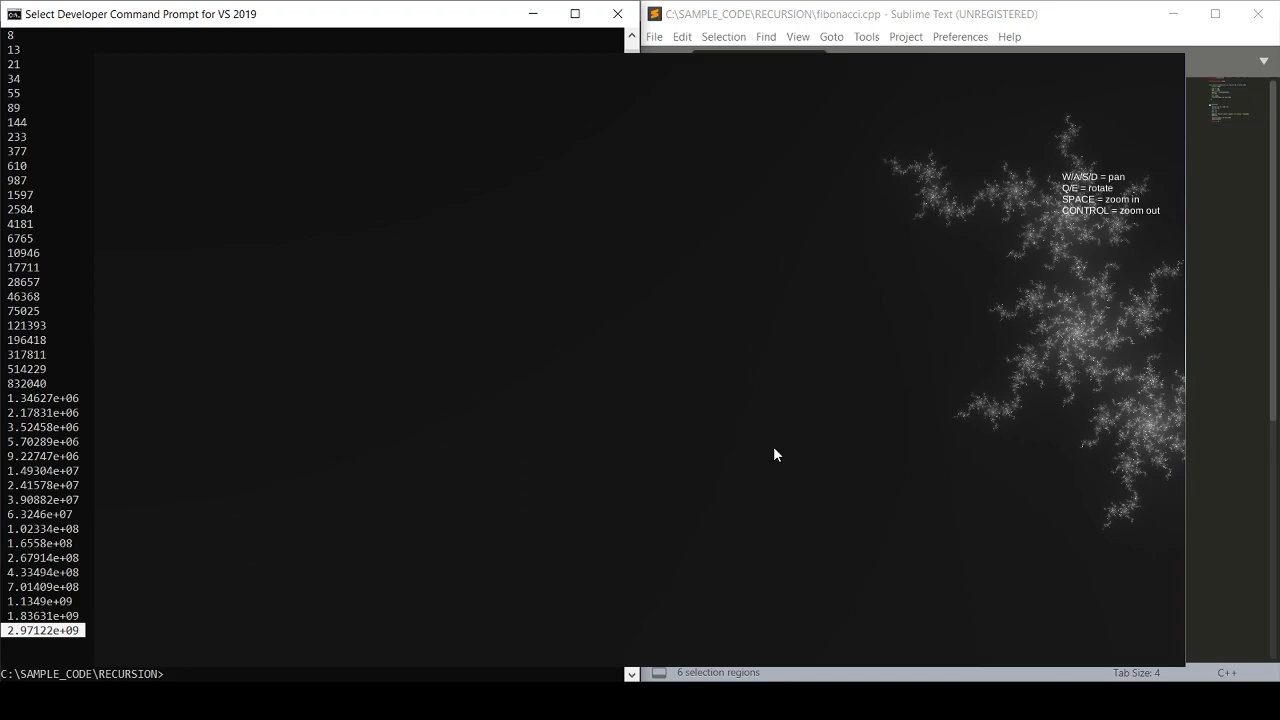 Select Developer Command Prompt for VS 2019
8
13
21
34
55
89
144
233
377
610
987
1597
2584
4181
6765
10946
17711
28657
46368
75025
121393
196418
317811
514229
832040
1.34627e+06
2.17831e+06
3.52458e+06
5.70289e+06
9.22747e+06
1.49304e+07
2.41578e+07
3.90882e+07
6.3246e+07
1.02334e+08
1.6558e+08
2.67914e+08
4.33494e+08
7.01409e+08
1.1349e+09
1.83631e+09
2.97122e+09
C:\SAMPLE_CODE\RECURSION>
C:\SAMPLE_CODE\RECURSION\fibonacci.cpp - Sublime Text (UNREGISTERED)
File Edit Selection Find View Goto Tools Project Preferences Help
W/A/S/D = pan
Q/E = rotate
SPACE = zoom in
CONTROL = zoom out
6 selection regions
Tab Size: 4
C++